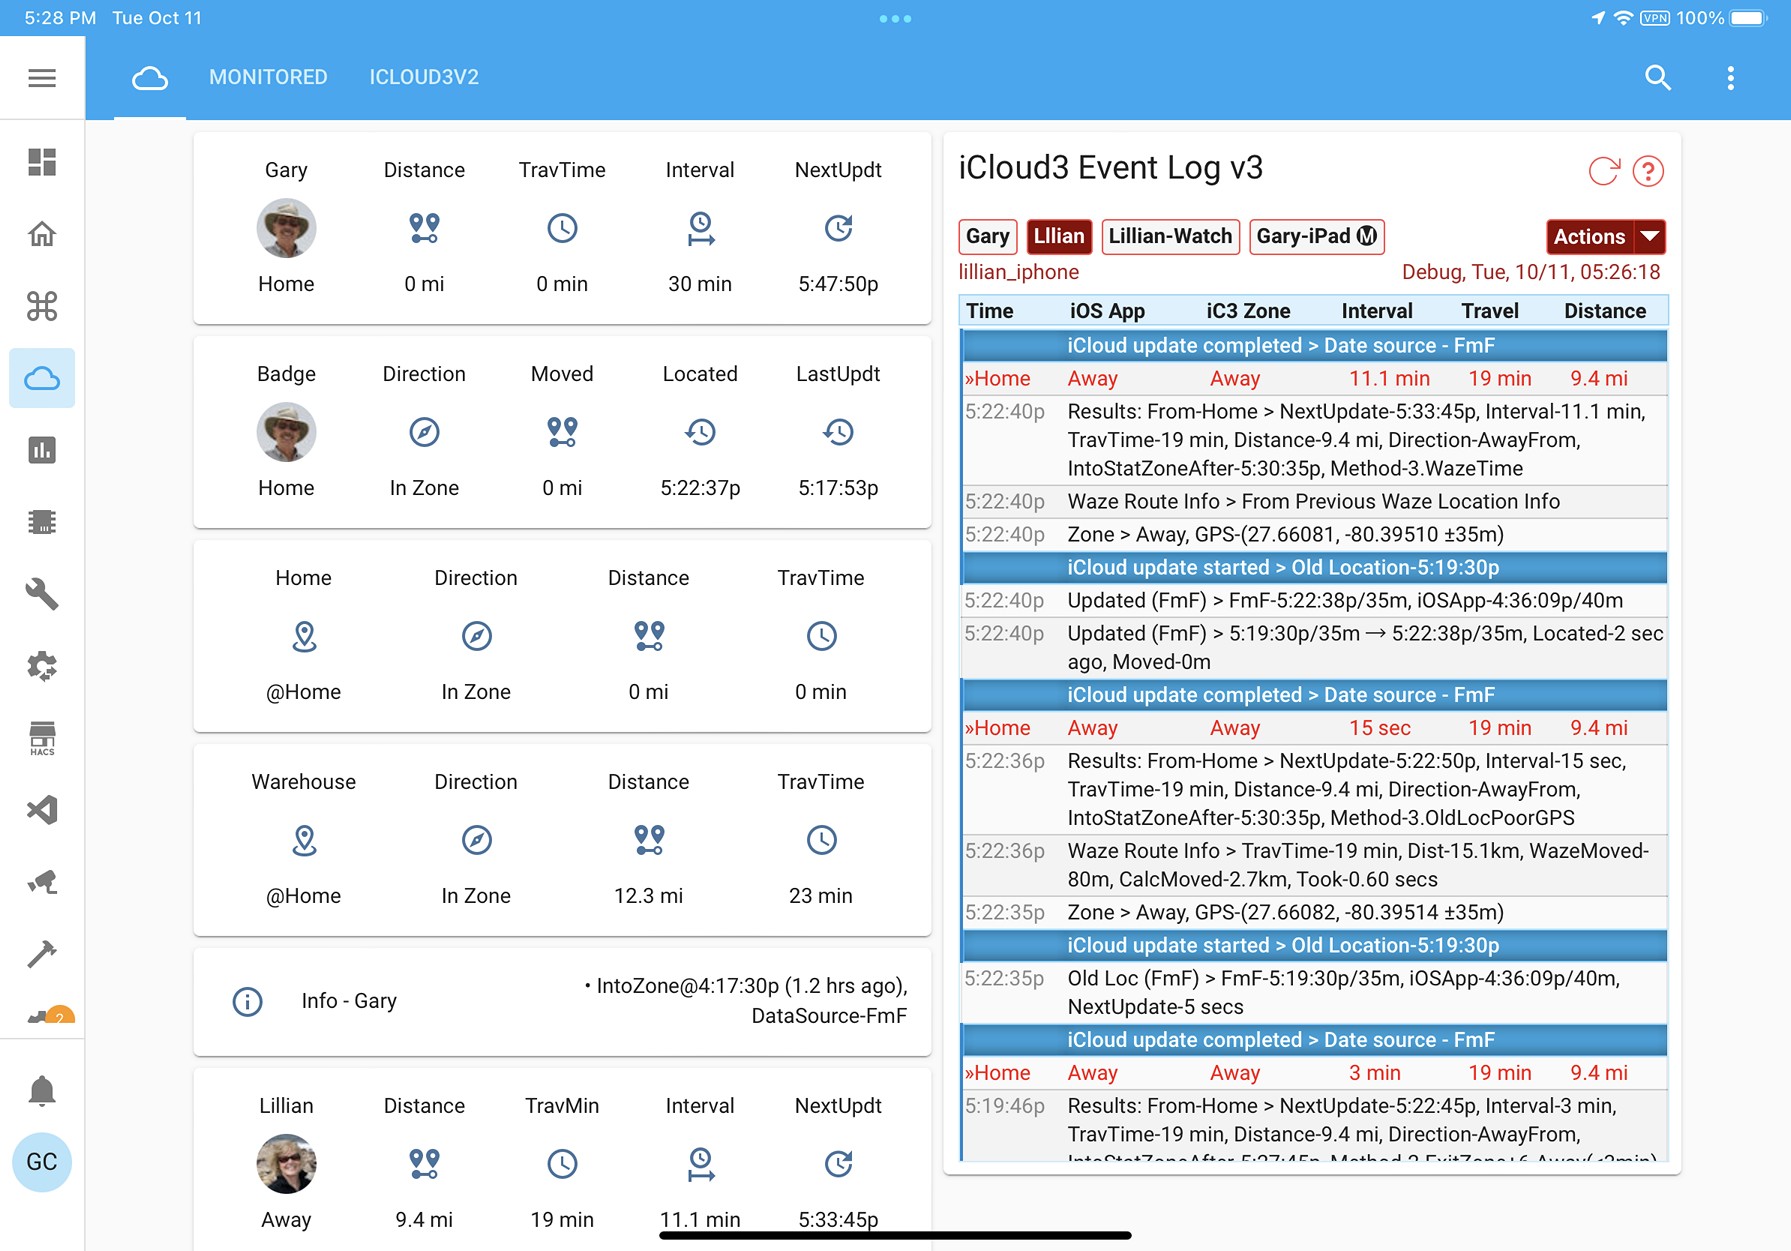 5:28 PM Tue Oct 11
VPN 100%
MONITORED ICLOUD3V2
HACS
2
GC
Gary Distance TravTime Interval NextUpdt
Home 0 mi 0 min 30 min 5:47:50p
Badge Direction Moved Located LastUpdt
Home In Zone 0 mi 5:22:37p 5:17:53p
Home Direction Distance TravTime
@Home In Zone 0 mi 0 min
Warehouse Direction Distance TravTime
@Home In Zone 12.3 mi 23 min
Info - Gary
• IntoZone@4:17:30p (1.2 hrs ago),
DataSource-FmF
Lillian Distance TravMin Interval NextUpdt
Away 9.4 mi 19 min 11.1 min 5:33:45p
iCloud3 Event Log v3
?
Gary LIlian Lillian-Watch Gary-iPad Ⓜ Actions
lillian_iphone Debug, Tue, 10/11, 05:26:18
Time iOS App iC3 Zone Interval Travel Distance
iCloud update completed > Date source - FmF
»Home Away Away 11.1 min 19 min 9.4 mi
5:22:40p Results: From-Home > NextUpdate-5:33:45p, Interval-11.1 min,
TravTime-19 min, Distance-9.4 mi, Direction-AwayFrom,
IntoStatZoneAfter-5:30:35p, Method-3.WazeTime
5:22:40p Waze Route Info > From Previous Waze Location Info
5:22:40p Zone > Away, GPS-(27.66081, -80.39510 ±35m)
iCloud update started > Old Location-5:19:30p
5:22:40p Updated (FmF) > FmF-5:22:38p/35m, iOSApp-4:36:09p/40m
5:22:40p Updated (FmF) > 5:19:30p/35m → 5:22:38p/35m, Located-2 sec
ago, Moved-0m
iCloud update completed > Date source - FmF
»Home Away Away 15 sec 19 min 9.4 mi
5:22:36p Results: From-Home > NextUpdate-5:22:50p, Interval-15 sec,
TravTime-19 min, Distance-9.4 mi, Direction-AwayFrom,
IntoStatZoneAfter-5:30:35p, Method-3.OldLocPoorGPS
5:22:36p Waze Route Info > TravTime-19 min, Dist-15.1km, WazeMoved-
80m, CalcMoved-2.7km, Took-0.60 secs
5:22:35p Zone > Away, GPS-(27.66082, -80.39514 ±35m)
iCloud update started > Old Location-5:19:30p
5:22:35p Old Loc (FmF) > FmF-5:19:30p/35m, iOSApp-4:36:09p/40m,
NextUpdate-5 secs
iCloud update completed > Date source - FmF
»Home Away Away 3 min 19 min 9.4 mi
5:19:46p Results: From-Home > NextUpdate-5:22:45p, Interval-3 min,
TravTime-19 min, Distance-9.4 mi, Direction-AwayFrom,